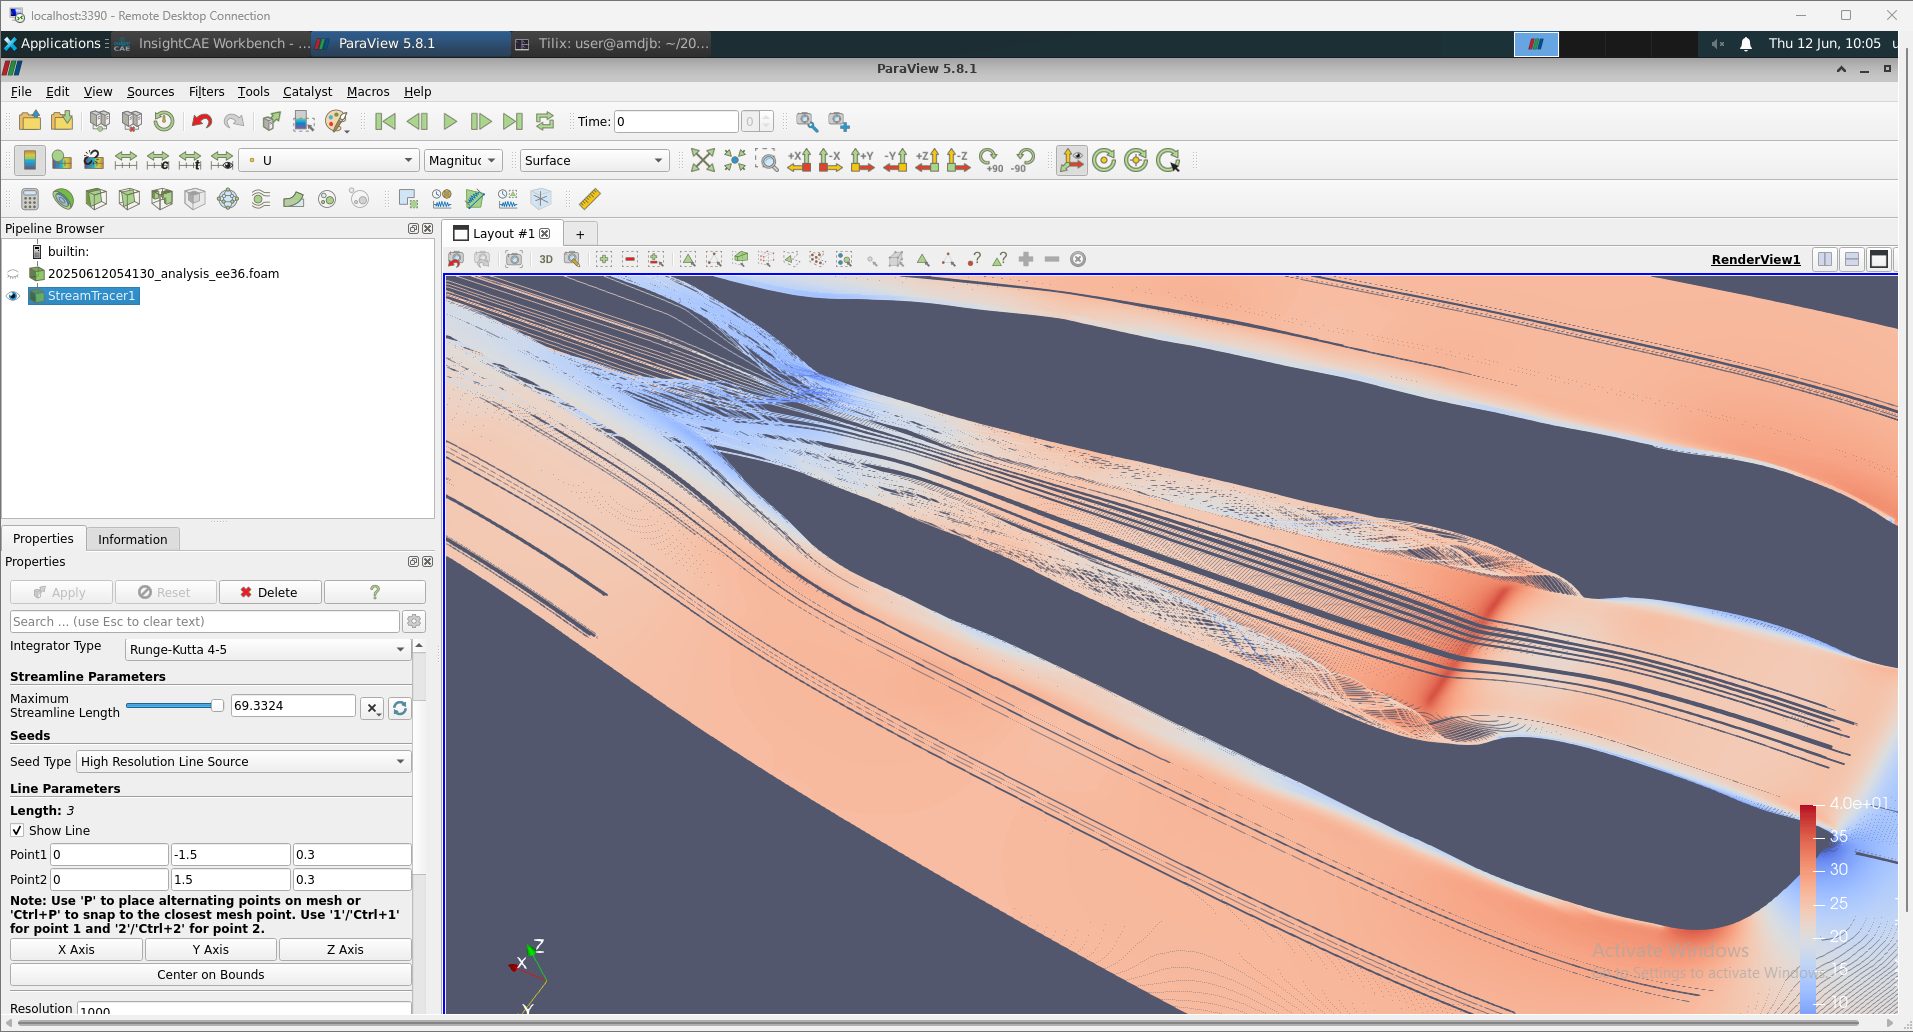 localhost:3390 - Remote Desktop Connection
Applications
InsightCAE Workbench - ...
ParaView 5.8.1
Tilix: user@amdjb: ~/20...
Thu 12 Jun, 10:05
ParaView 5.8.1
File Edit View Sources Filters Tools Catalyst Macros Help
Time: 0
0
U
Magnituc
Surface
+X -X +Y -Y +Z -Z +90 -90
Pipeline Browser
Layout #1
+
builtin:
3D
RenderView1
20250612054130_analysis_ee36.foam
StreamTracer1
Properties Information
Properties
Apply Reset Delete ?
Search ... (use Esc to clear text)
Integrator Type Runge-Kutta 4-5
Streamline Parameters
Maximum
Streamline Length
69.3324
Seeds
Seed Type High Resolution Line Source
Line Parameters
Length: 3
Show Line
Point1 0 -1.5 0.3
Point2 0 1.5 0.3
Note: Use 'P' to place alternating points on mesh or
'Ctrl+P' to snap to the closest mesh point. Use '1'/'Ctrl+1'
for point 1 and '2'/'Ctrl+2' for point 2.
X Axis Y Axis Z Axis
Center on Bounds
Resolution 1000
Z
X
Y
4.0e+01
35
30
25
20
15
10
Activate Windows
Go to Settings to activate Windows.